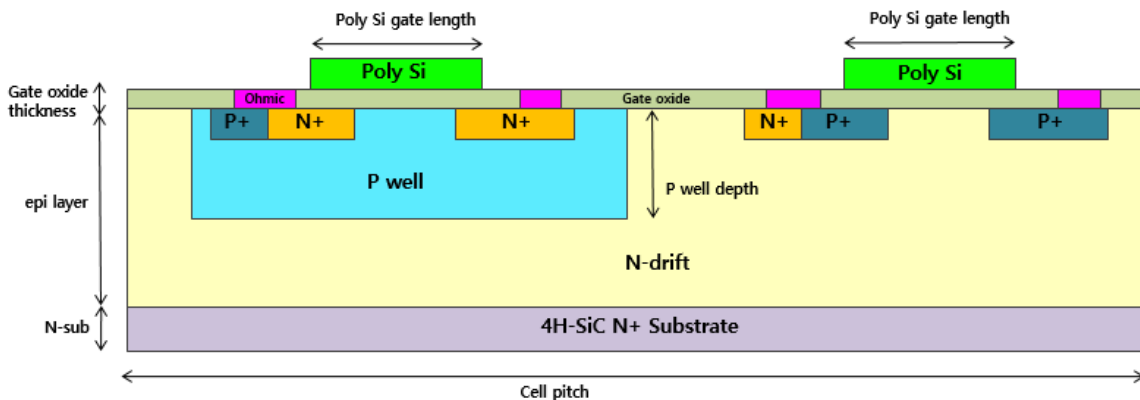 Poly Si gate length
Poly Si gate length
Poly Si
Poly Si
Gate oxide
thickness
Ohmic
Gate oxide
P+
N+
N+
N+
P+
P+
P well
P well depth
epi layer
N-drift
N-sub
4H-SiC N+ Substrate
Cell pitch